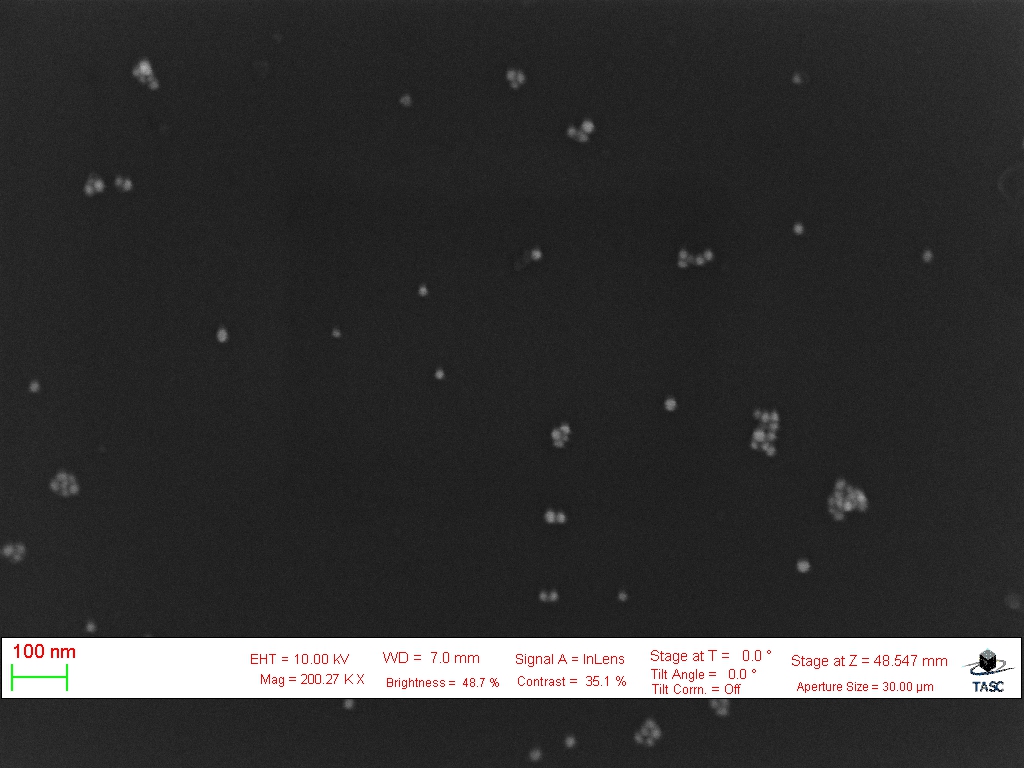 100 nm
EHT = 10.00 kV
Mag = 200.27 K X
WD = 7.0 mm
Brightness = 48.7 %
Signal A = InLens
Contrast = 35.1 %
Stage at T = 0.0 °
Tilt Angle = 0.0 °
Tilt Corrn. = Off
Stage at Z = 48.547 mm
Aperture Size = 30.00 µm
TASC